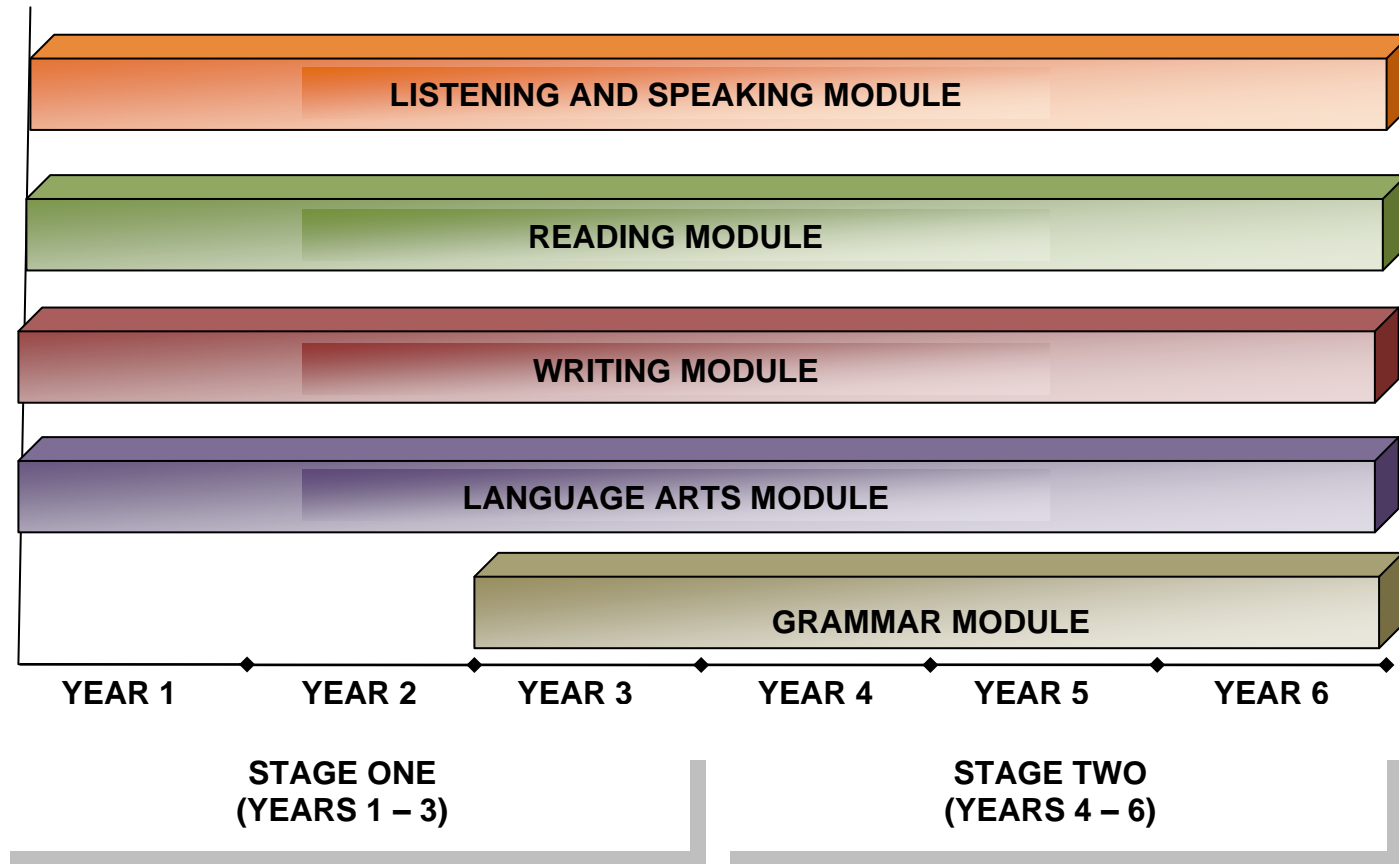 LISTENING AND SPEAKING MODULE
READING MODULE
WRITING MODULE
LANGUAGE ARTS MODULE
GRAMMAR MODULE
YEAR 1 YEAR 2 YEAR 3 YEAR 4 YEAR 5 YEAR 6
STAGE ONE
(YEARS 1 – 3)
STAGE TWO
(YEARS 4 – 6)